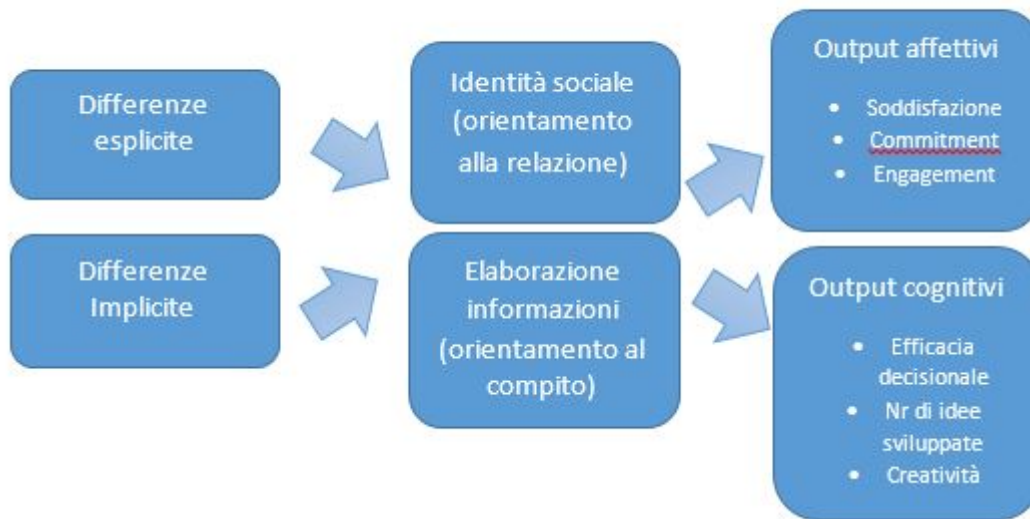 Differenze
esplicite
Differenze
Implicite
Identità sociale
(orientamento
alla relazione)
Elaborazione
informazioni
(orientamento al
compito)
Output affettivi
• Soddisfazione
• Commitment
• Engagement
Output cognitivi
• Efficacia
decisionale
• Nr di idee
sviluppate
• Creatività